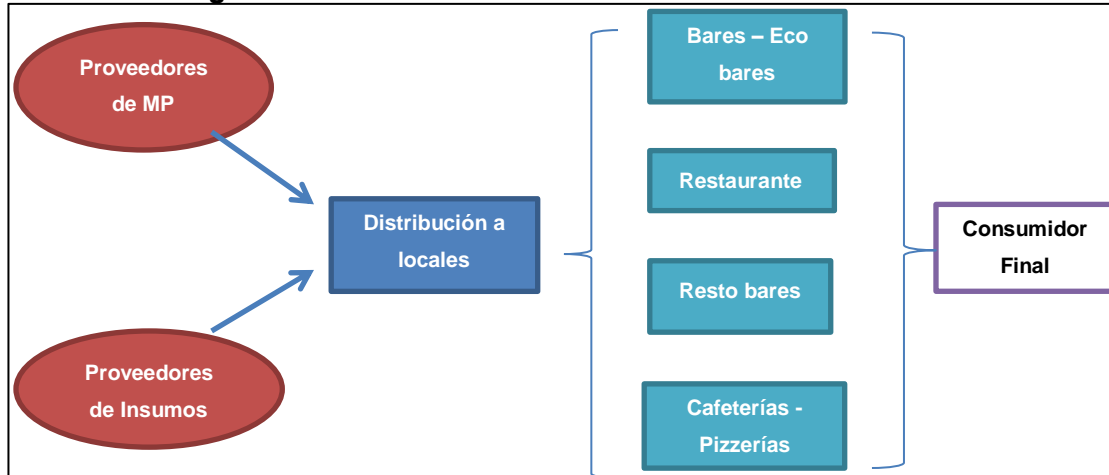 Proveedores
de MP
Proveedores
de Insumos
Distribución a
locales
Bares – Eco
bares
Restaurante
Resto bares
Cafeterías -
Pizzerías
Consumidor
Final